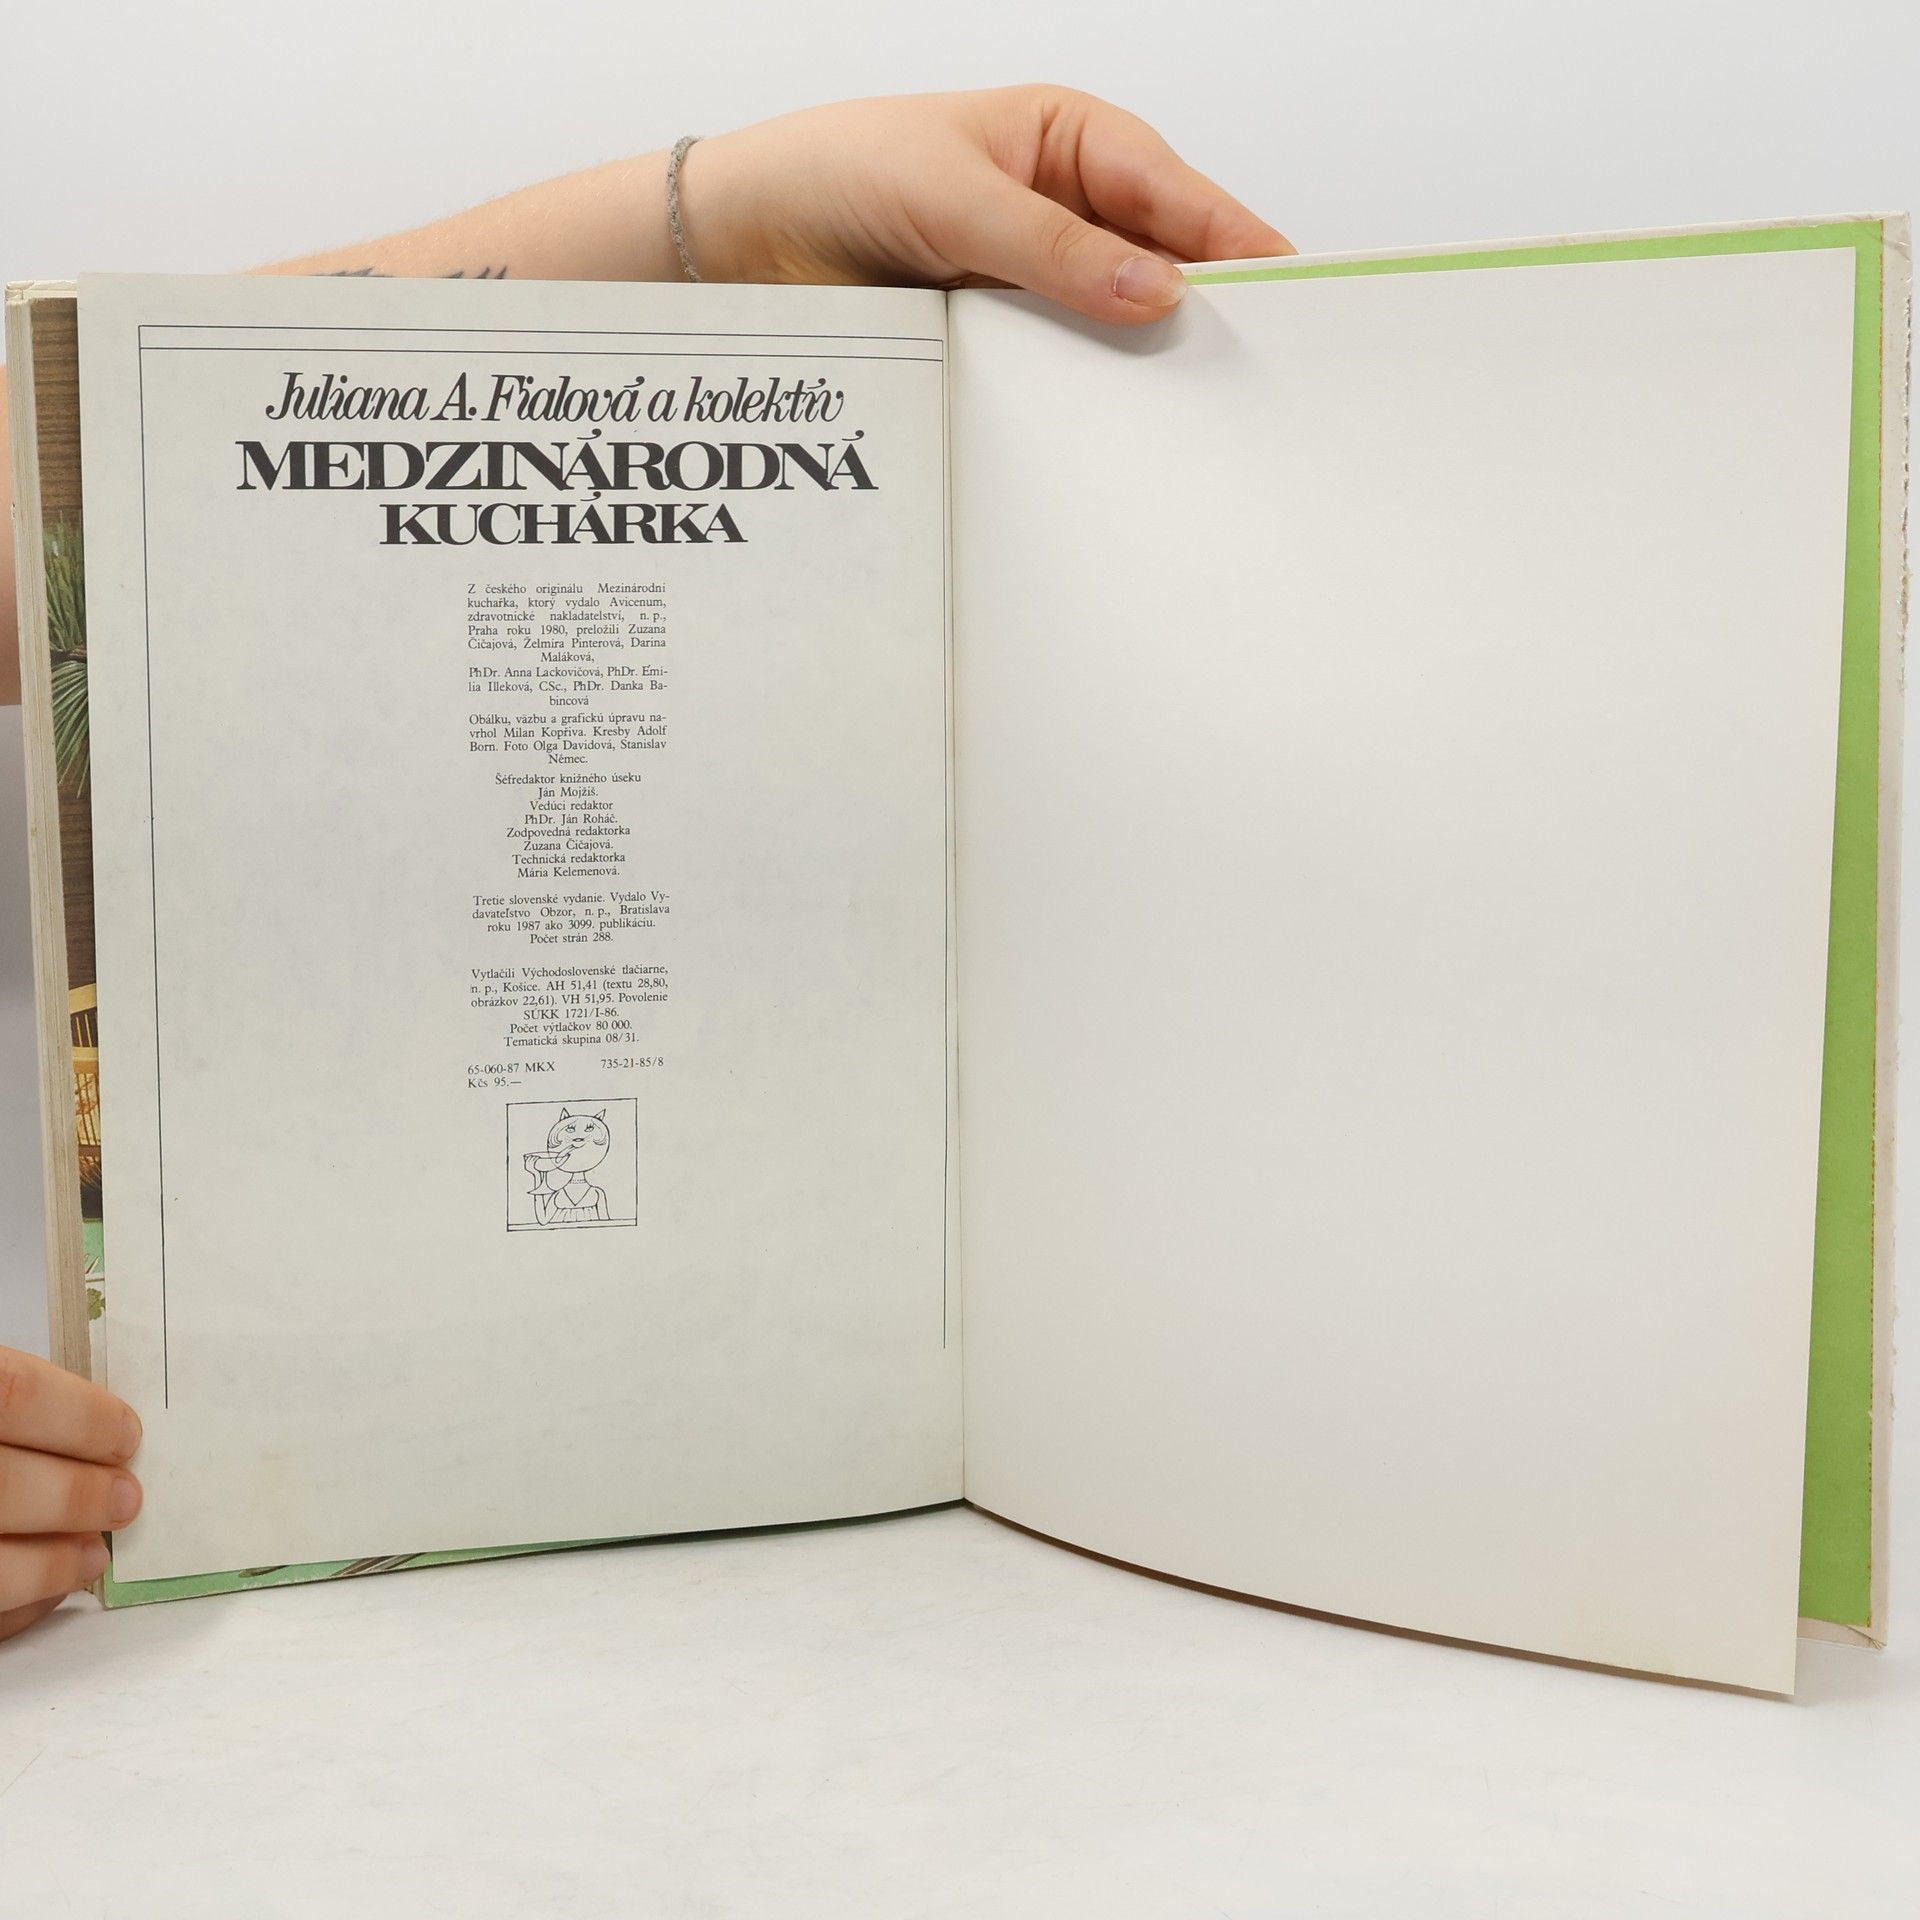 Juliana A. Fialová a kolektív
MEDZINÁRODNÁ
KUCHÁRKA
Z českého originálu Mezinárodní
kuchařka, ktorý vydalo Avicenum,
zdravotnické nakladatelství, n. p.,
Praha roku 1980, preložili Zuzana
Čičajová, Želmíra Pinterová, Darina
Maláková,
PhDr. Anna Lackovičová, PhDr. Emí-
lia Illeková, CSc., PhDr. Danka Ba-
bincová
Obálku, väzbu a grafickú úpravu na-
vrhol Milan Kopřiva. Kresby Adolf
Born. Foto Olga Davidová, Stanislav
Němec.
Šéfredaktor knižného úseku
Ján Mojžiš.
Vedúci redaktor
PhDr. Ján Roháč.
Zodpovedná redaktorka
Zuzana Čičajová.
Technická redaktorka
Mária Kelemenová.
Tretie slovenské vydanie. Vydalo Vy-
davateľstvo Obzor, n. p., Bratislava
roku 1987 ako 3099. publikáciu.
Počet strán 288.
Vytlačili Východoslovenské tlačiarne,
n. p., Košice. AH 51,41 (textu 28,80,
obrázkov 22,61). VH 51,95. Povolenie
SÚKK 1721/I-86.
Počet výtlačkov 80 000.
Tematická skupina 08/31.
65-060-87 MKX 735-21-85/8
Kčs 95.—